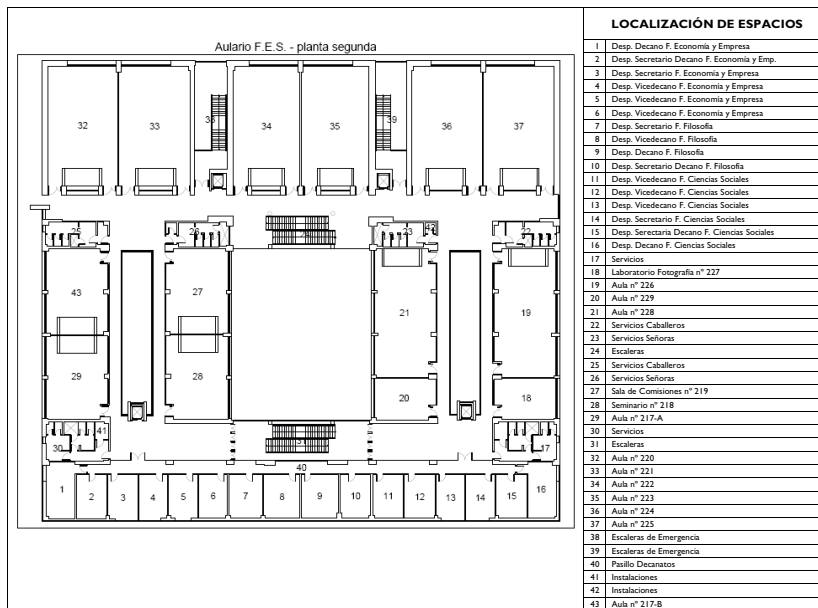 Aulario F.E.S. - planta segunda
32
33
38
34
35
39
36
37
25
26
24
23
42
22
43
27
21
19
29
28
20
18
30
41
31
17
40
1
2
3
4
5
6
7
8
9
10
11
12
13
14
15
16
LOCALIZACIÓN DE ESPACIOS
1 Desp. Decano F. Economía y Empresa
2 Desp. Secretario Decano F. Economía y Emp.
3 Desp. Secretario F. Economía y Empresa
4 Desp. Vicedecano F. Economía y Empresa
5 Desp. Vicedecano F. Economía y Empresa
6 Desp. Vicedecano F. Economía y Empresa
7 Desp. Secretario F. Filosofía
8 Desp. Vicedecano F. Filosofía
9 Desp. Decano F. Filosofía
10 Desp. Secretario Decano F. Filosofía
11 Desp. Vicedecano F. Ciencias Sociales
12 Desp. Vicedecano F. Ciencias Sociales
13 Desp. Vicedecano F. Ciencias Sociales
14 Desp. Secretario F. Ciencias Sociales
15 Desp. Serectaria Decano F. Ciencias Sociales
16 Desp. Decano F. Ciencias Sociales
17 Servicios
18 Laboratorio Fotografía nº 227
19 Aula nº 226
20 Aula nº 229
21 Aula nº 228
22 Servicios Caballeros
23 Servicios Señoras
24 Escaleras
25 Servicios Caballeros
26 Servicios Señoras
27 Sala de Comisiones nº 219
28 Seminario nº 218
29 Aula nº 217-A
30 Servicios
31 Escaleras
32 Aula nº 220
33 Aula nº 221
34 Aula nº 222
35 Aula nº 223
36 Aula nº 224
37 Aula nº 225
38 Escaleras de Emergencia
39 Escaleras de Emergencia
40 Pasillo Decanatos
41 Instalaciones
42 Instalaciones
43 Aula nº 217-B